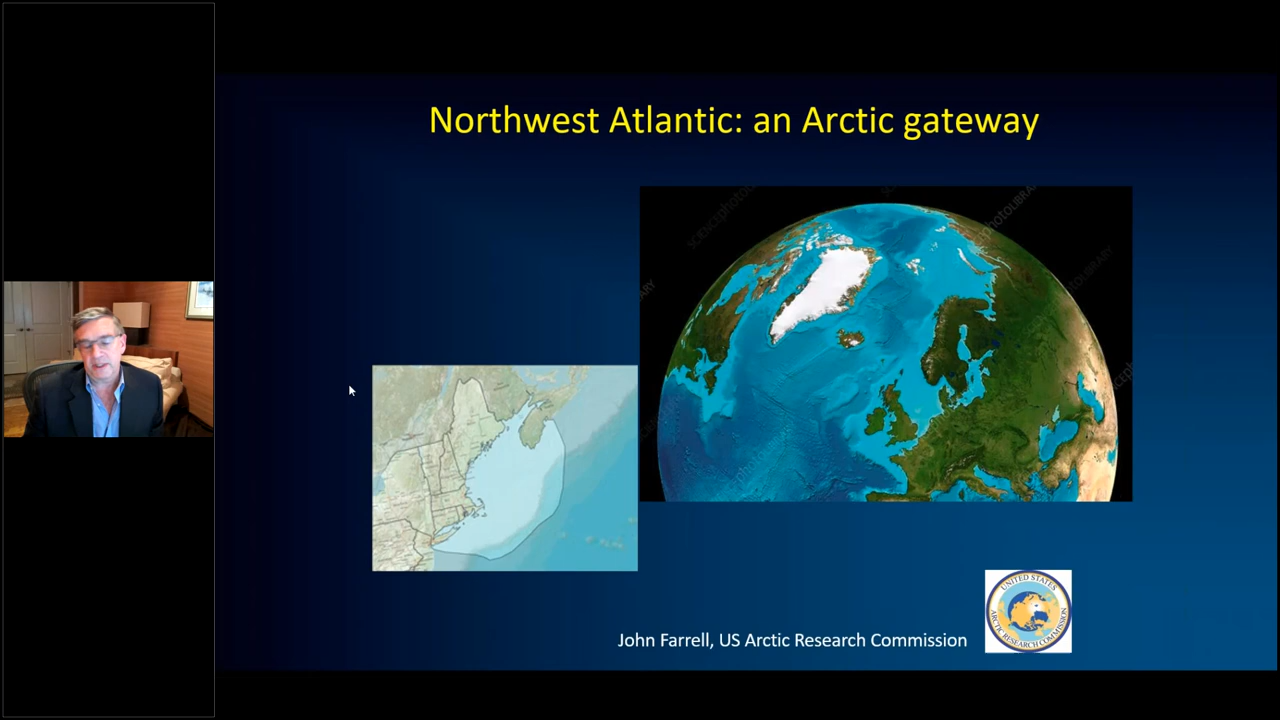 Northwest Atlantic: an Arctic gateway
John Farrell, US Arctic Research Commission
UNITED STATES
ARCTIC RESEARCH COMMISSION